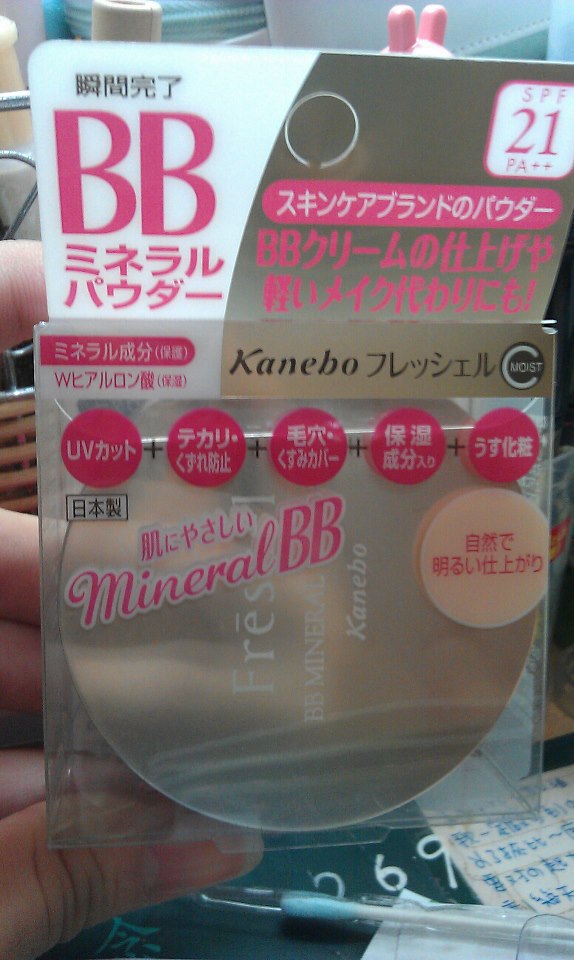 瞬間完了
BB
ミネラル
パウダー
SPF
21
PA++
スキンケアブランドのパウダー
BBクリームの仕上げや
軽いメイク代わりにも!
ミネラル成分(保護)
Wヒアルロン酸(保湿)
Kanebo フレッシェル
C MOIST
UVカット + テカリ・くずれ防止 + 毛穴・くすみカバー + 保湿成分入り + うす化粧
日本製
肌にやさしい
mineral BB
自然で
明るい仕上がり
BB MINERAL
Kanebo
269